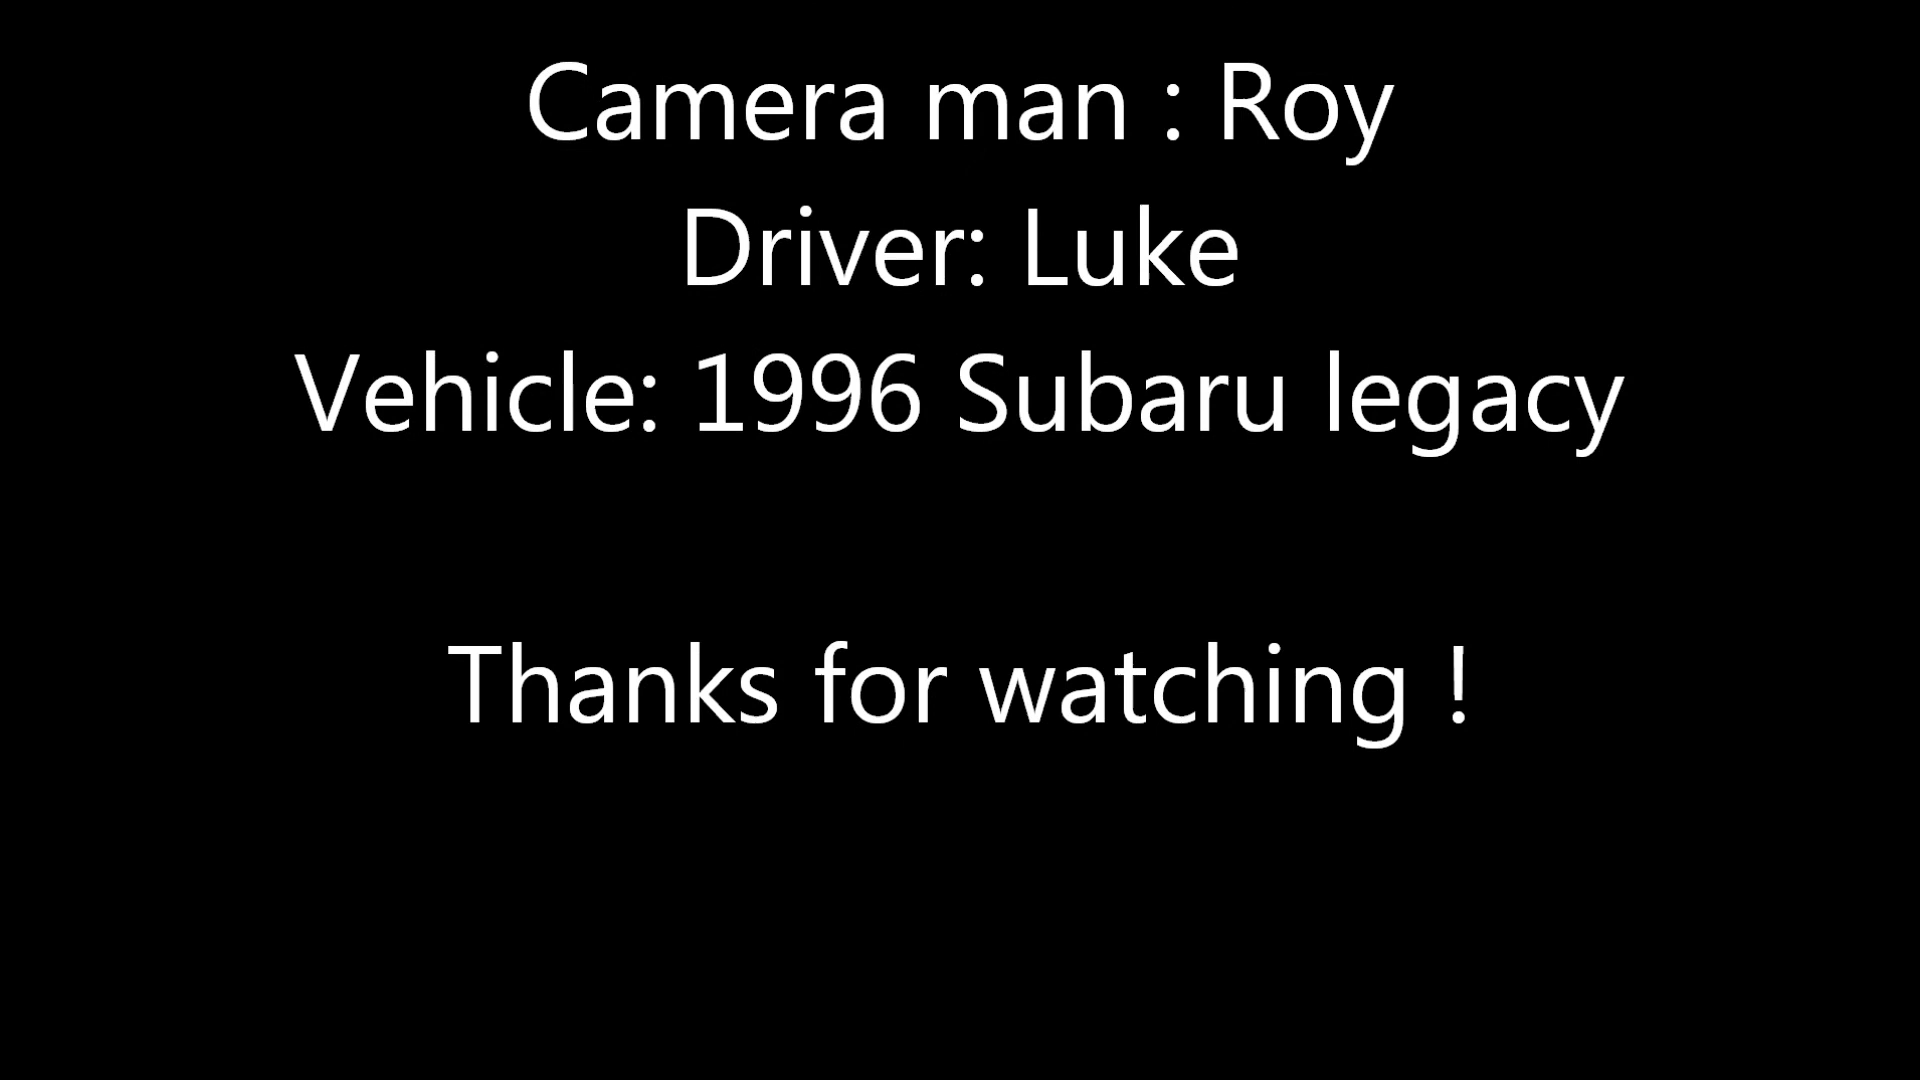 Camera man : Roy
Driver: Luke
Vehicle: 1996 Subaru legacy
Thanks for watching !